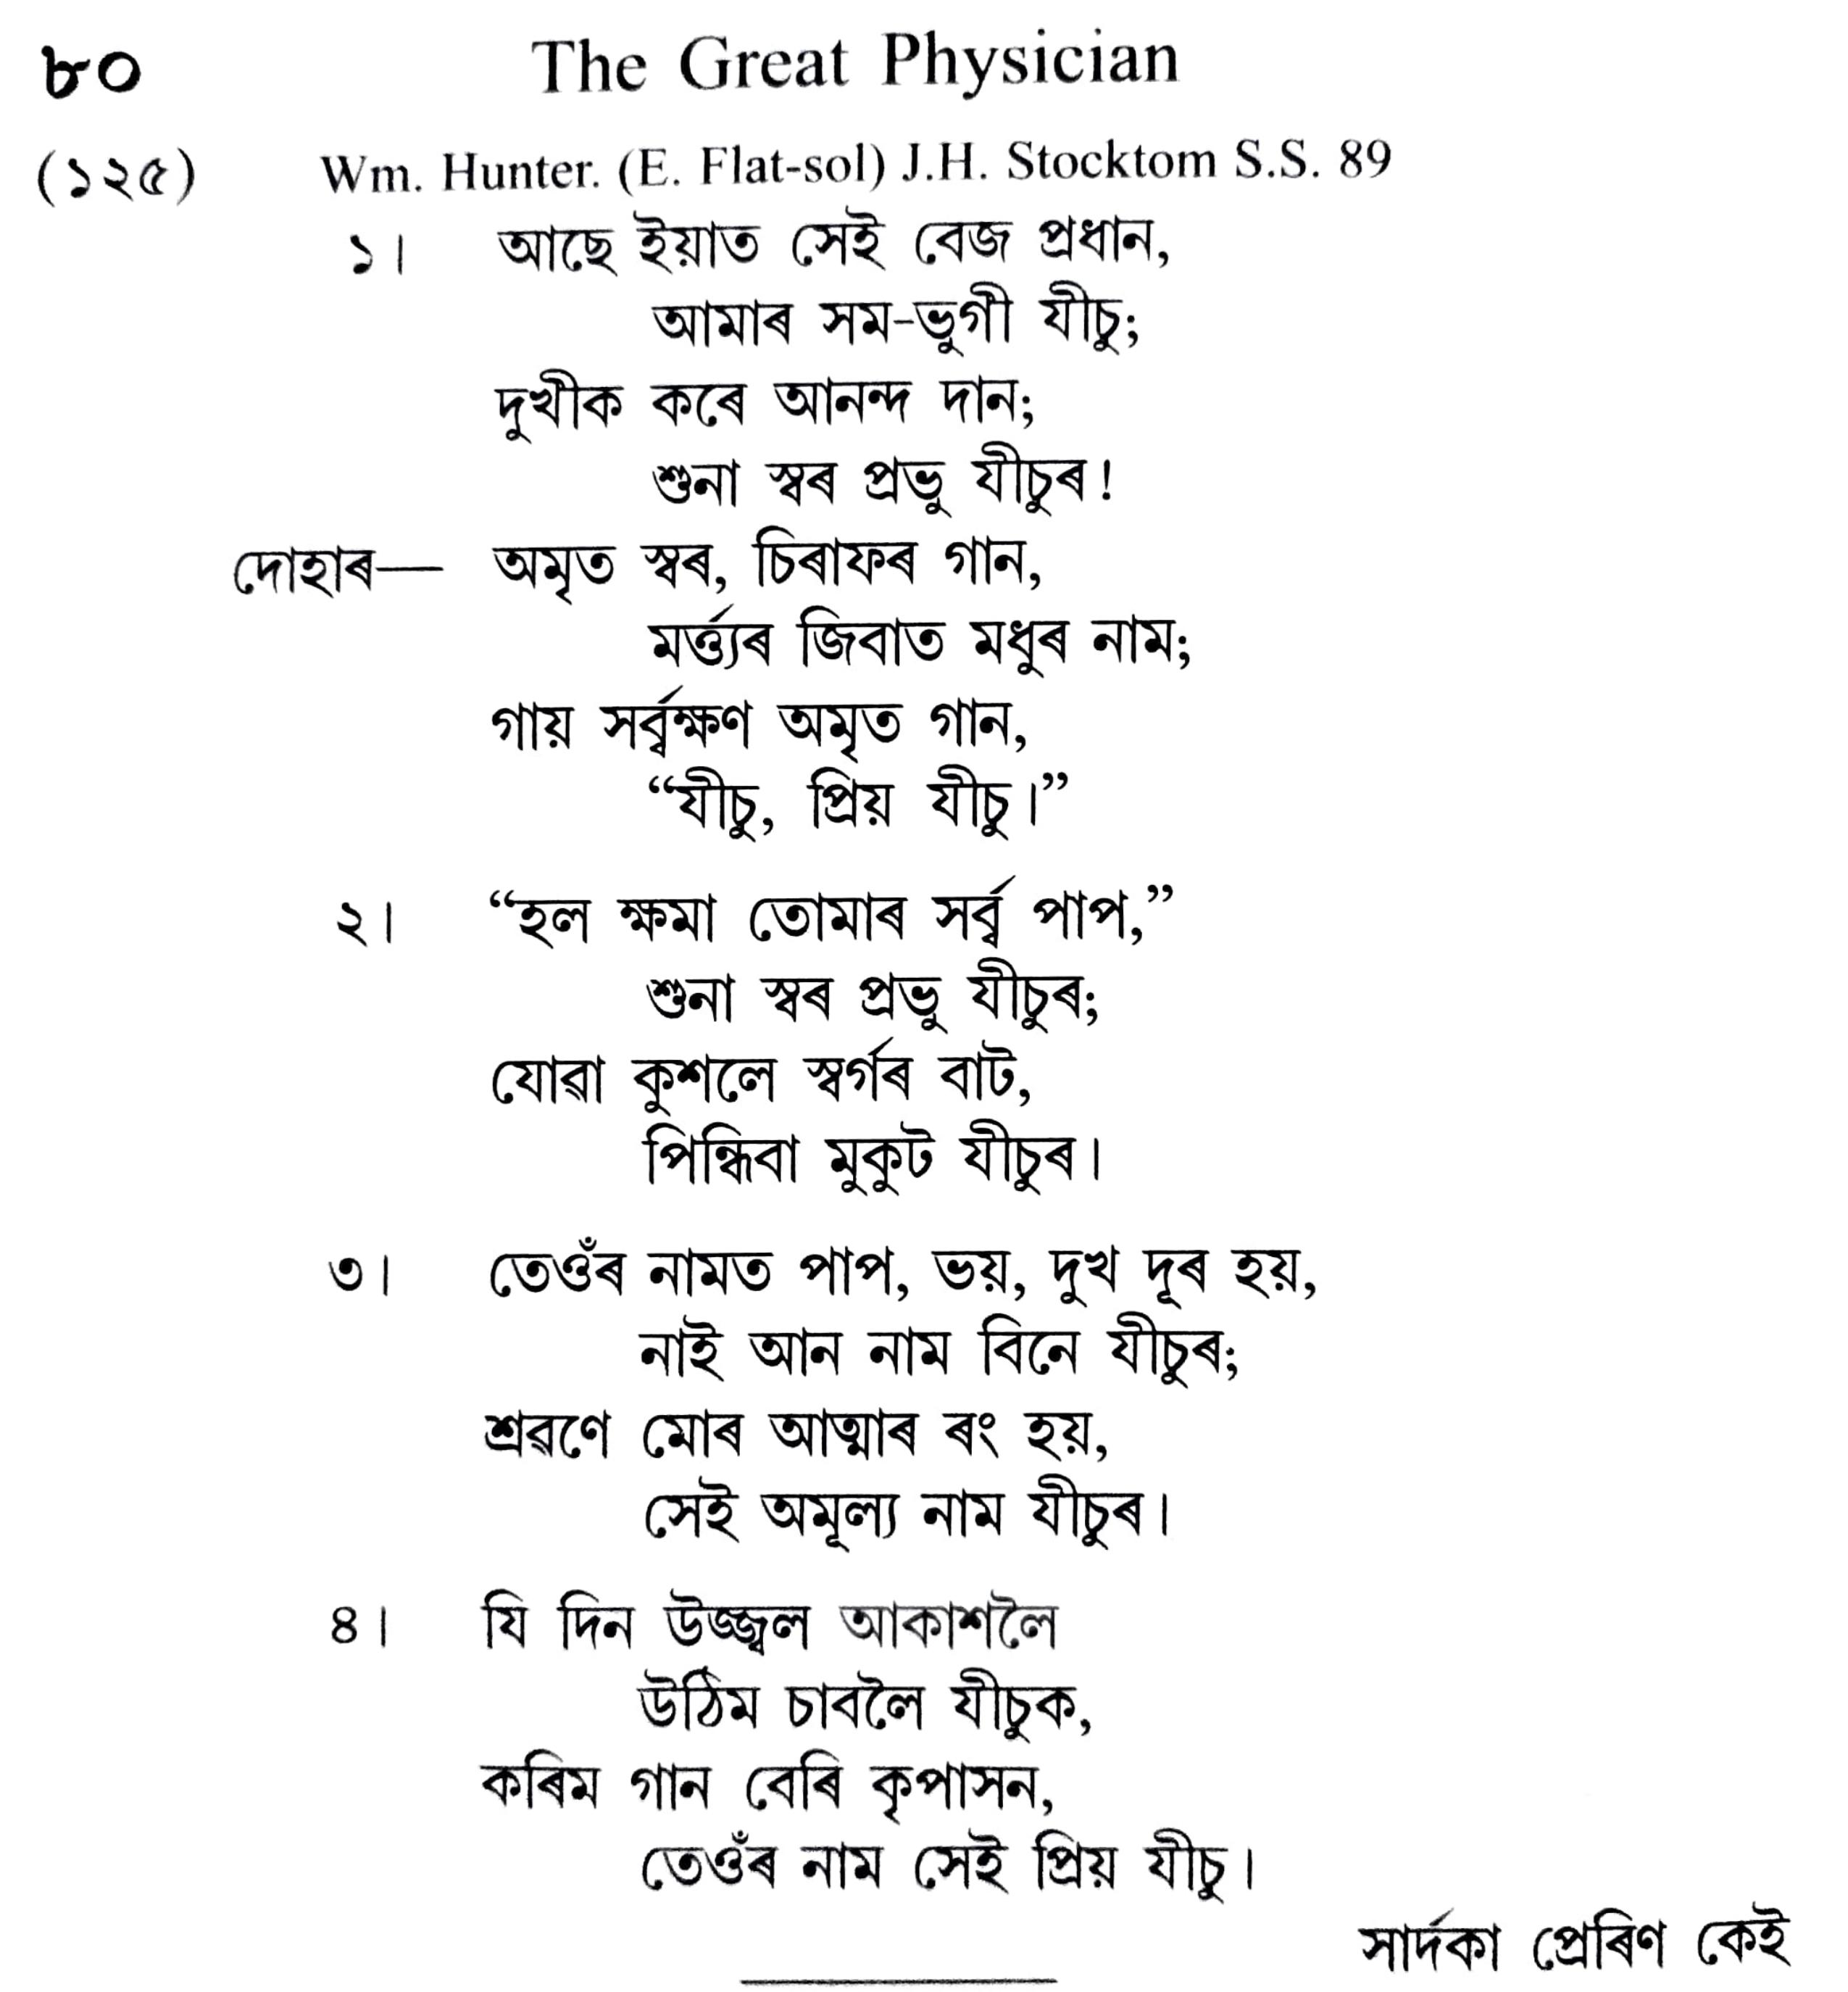 ৮০ The Great Physician
(১২৫) Wm. Hunter. (E. Flat-sol) J.H. Stocktom S.S. 89
১। আছে ইয়াত সেই বেজ প্ৰধান,
আমাৰ সম-ভুগী যীচু;
দুখীক কৰে আনন্দ দান;
শুনা স্বৰ প্ৰভু যীচুৰ!
দোহাৰ— অমৃত স্বৰ, চিৰাফৰ গান,
মৰ্ত্ত্যৰ জিবাত মধুৰ নাম;
গায় সৰ্ব্বক্ষণ অমৃত গান,
“যীচু, প্ৰিয় যীচু।”
২। “হল ক্ষমা তোমাৰ সৰ্ব্ব পাপ,”
শুনা স্বৰ প্ৰভু যীচুৰ;
যোৱা কুশলে স্বৰ্গৰ বাট,
পিন্ধিবা মুকুট যীচুৰ।
৩। তেওঁৰ নামত পাপ, ভয়, দুখ দূৰ হয়,
নাই আন নাম বিনে যীচুৰ;
শ্ৰৱণে মোৰ আত্মাৰ ৰং হয়,
সেই অমূল্য নাম যীচুৰ।
৪। যি দিন উজ্জ্বল আকাশলৈ
উঠিম চাবলৈ যীচুক,
কৰিম গান বেৰি কৃপাসন,
তেওঁৰ নাম সেই প্ৰিয় যীচু।
সাৰ্দকা প্ৰেৰিণ কেই